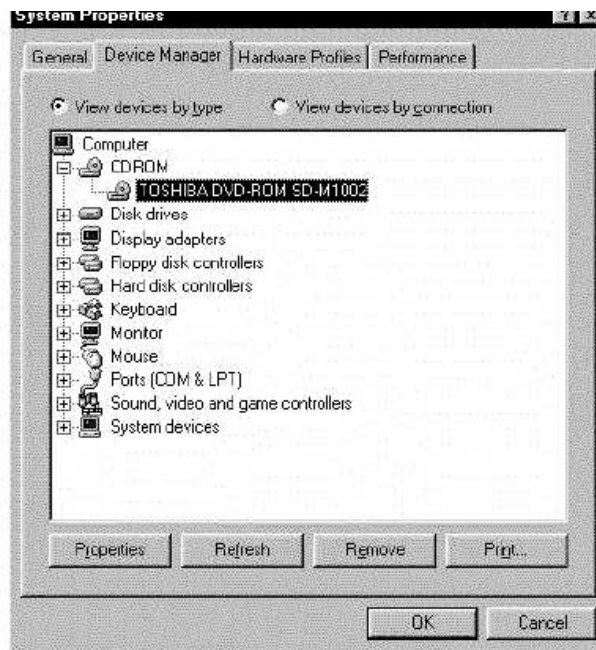 System Properties
General Device Manager Hardware Profiles Performance
View devices by type View devices by connection
Computer
CDROM
TOSHIBA DVD-ROM SD-M1002
Disk drives
Display adapters
Floppy disk controllers
Hard disk controllers
Keyboard
Monitor
Mouse
Ports (COM & LPT)
Sound, video and game controllers
System devices
Properties Refresh Remove Print...
OK Cancel